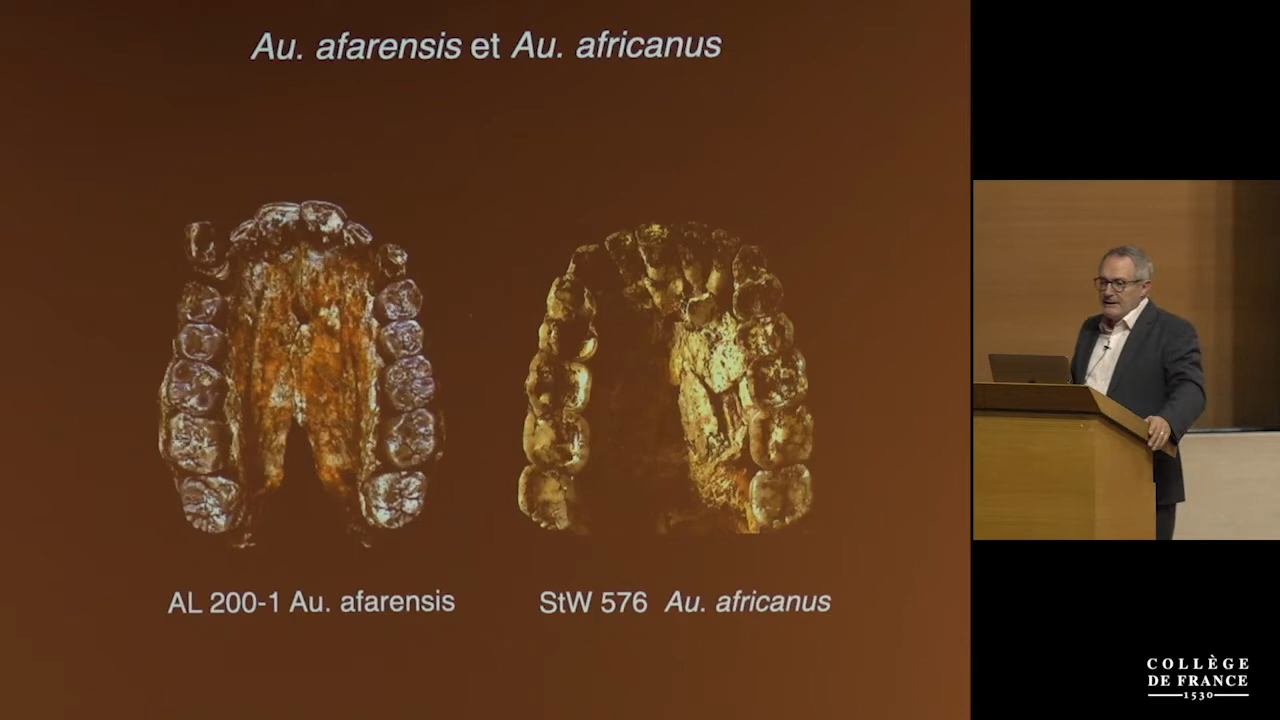 Au. afarensis et Au. africanus
AL 200-1 Au. afarensis
StW 576 Au. africanus
COLLÈGE
DE FRANCE
1530